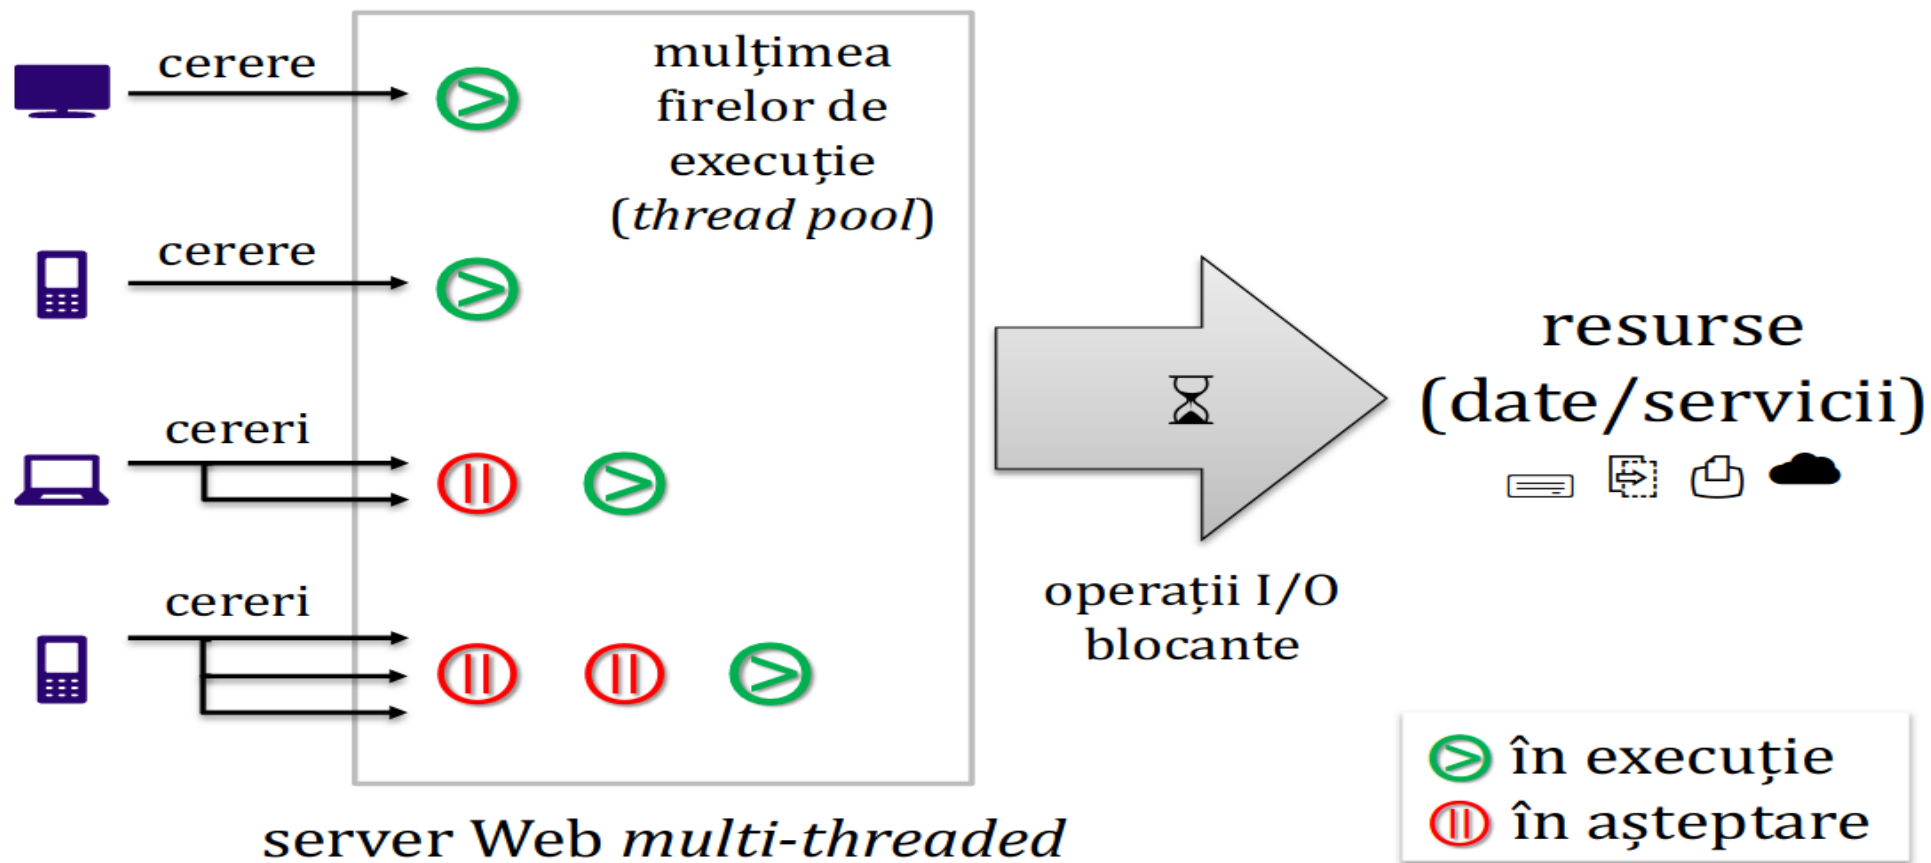 cerere
mulțimea
firelor de
execuție
(thread pool)
cerere
cereri
cereri
operații I/O
blocante
resurse
(date/servicii)
în execuție
în așteptare
server Web multi-threaded